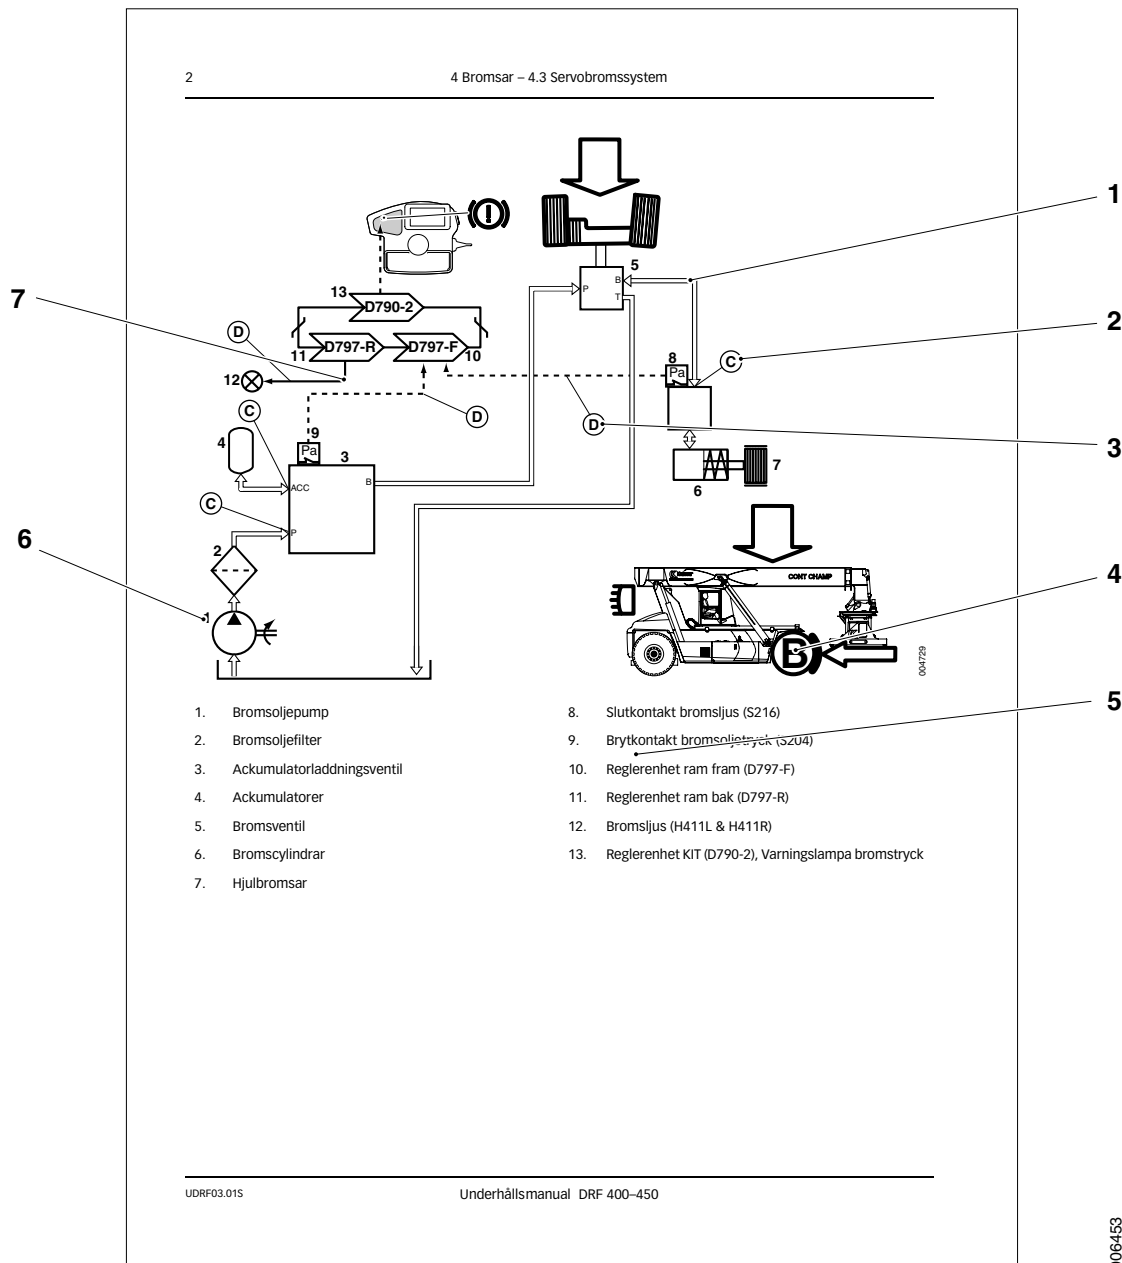 2
4 Bromsar – 4.3 Servobromssystem
1
7
2
3
6
4
5
5
B
P
T
13
D790-2
D
11
D797-R
D797-F
10
12
8
Pa
C
C
D
D
9
Pa
4
3
ACC
B
7
6
C
P
2
1
CONT CHAMP
B
004729
1. Bromsoljepump
2. Bromsoljefilter
3. Ackumulatorladdningsventil
4. Ackumulatorer
5. Bromsventil
6. Bromscylindrar
7. Hjulbromsar
8. Slutkontakt bromsljus (S216)
9. Brytkontakt bromsoljetryck (S204)
10. Reglerenhet ram fram (D797-F)
11. Reglerenhet ram bak (D797-R)
12. Bromsljus (H411L & H411R)
13. Reglerenhet KIT (D790-2), Varningslampa bromstryck
UDRF03.01S
Underhållsmanual DRF 400–450
006453